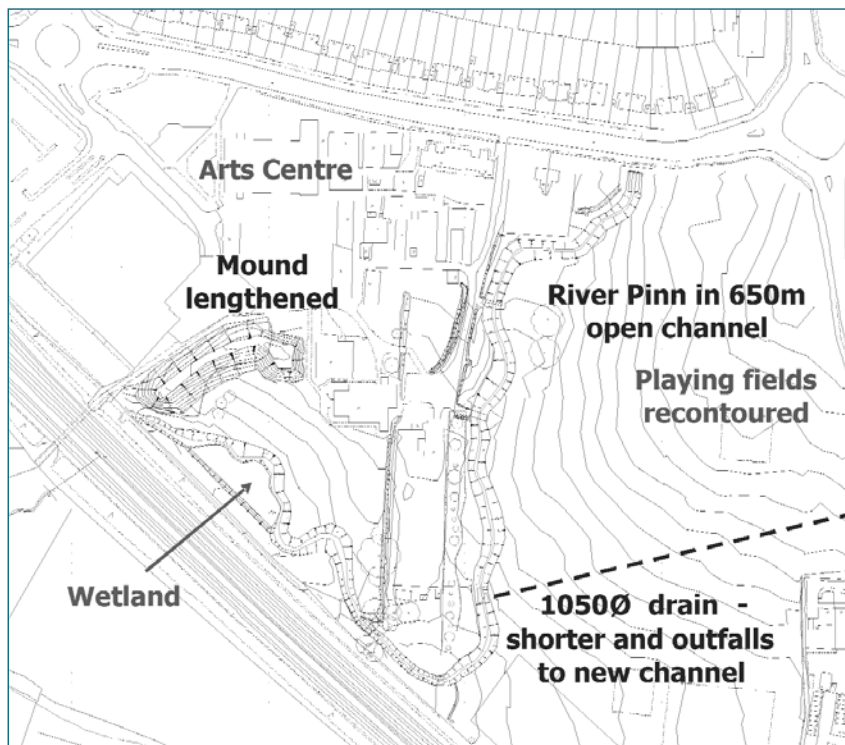 Arts Centre
Mound
lengthened
River Pinn in 650m
open channel
Playing fields
recontoured
Wetland
1050Ø drain -
shorter and outfalls
to new channel